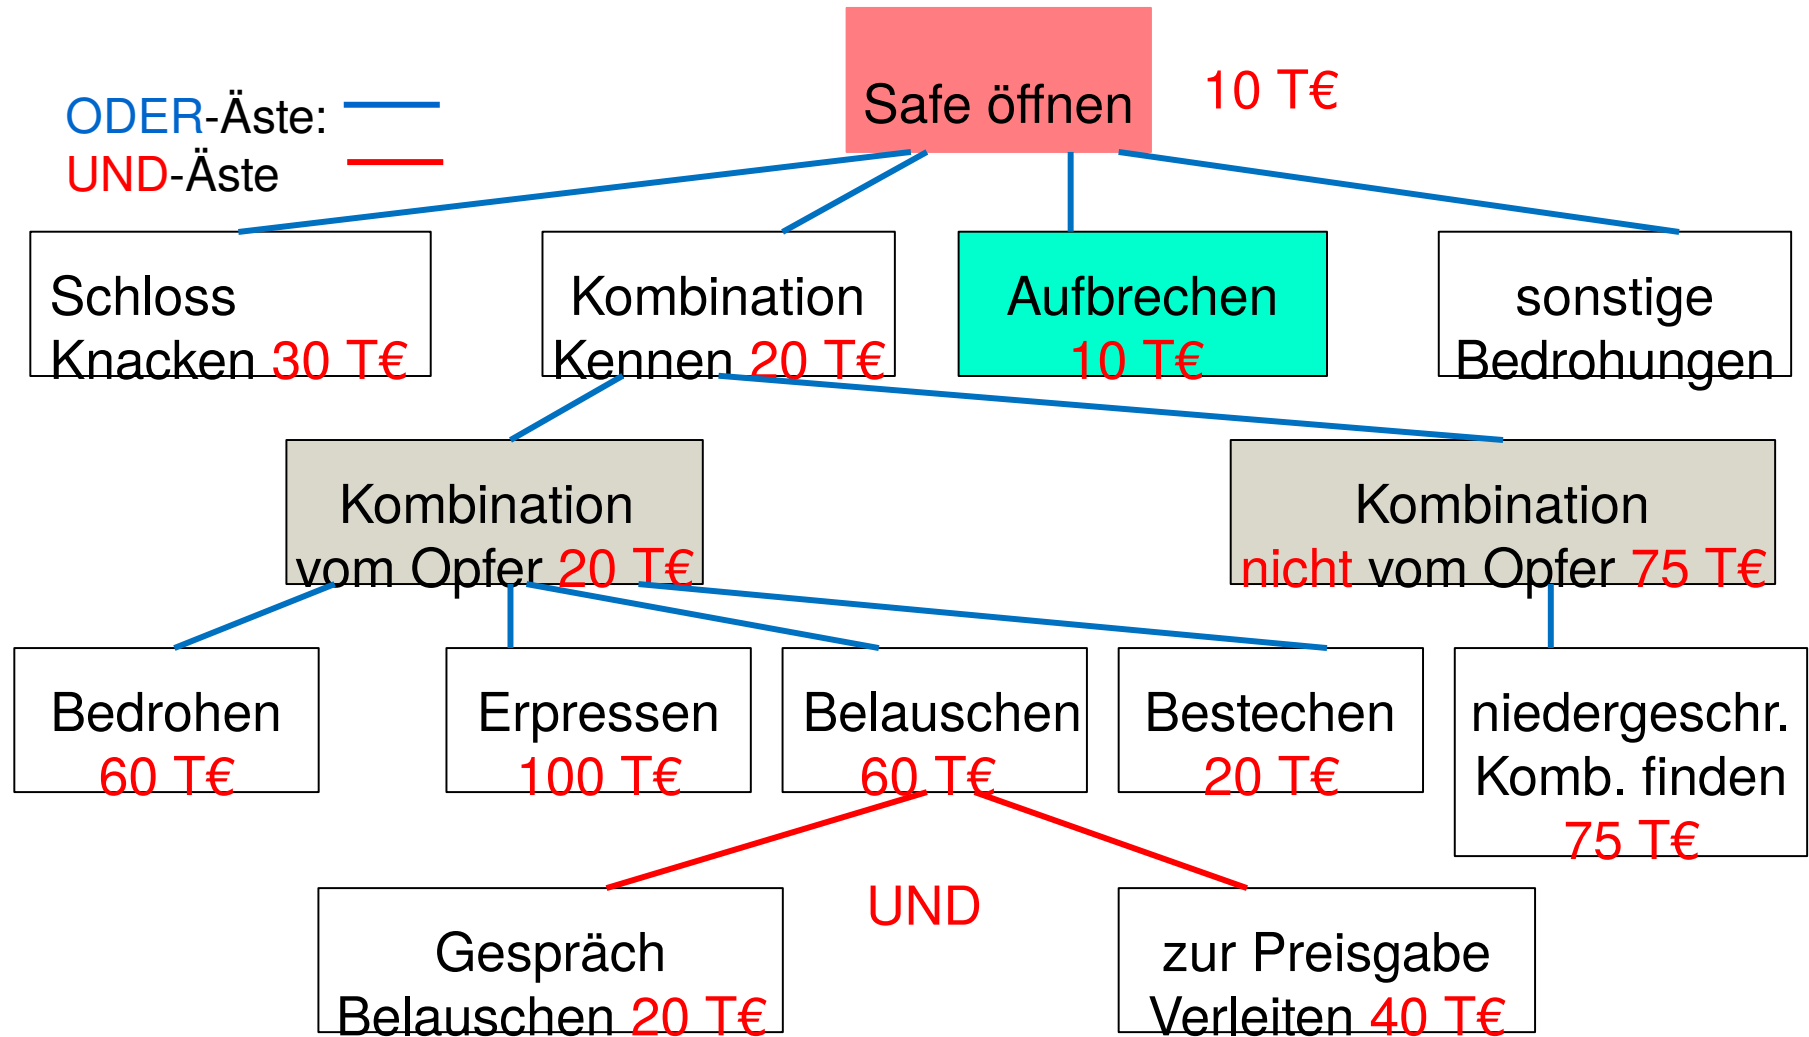 Safe öffnen
10 T€
ODER-Äste:
UND-Äste
Schloss
Knacken 30 T€
Kombination
Kennen 20 T€
Aufbrechen
10 T€
sonstige
Bedrohungen
Kombination
vom Opfer 20 T€
Kombination
nicht vom Opfer 75 T€
Bedrohen
60 T€
Erpressen
100 T€
Belauschen
60 T€
Bestechen
20 T€
niedergeschr.
Komb. finden
75 T€
UND
Gespräch
Belauschen 20 T€
zur Preisgabe
Verleiten 40 T€